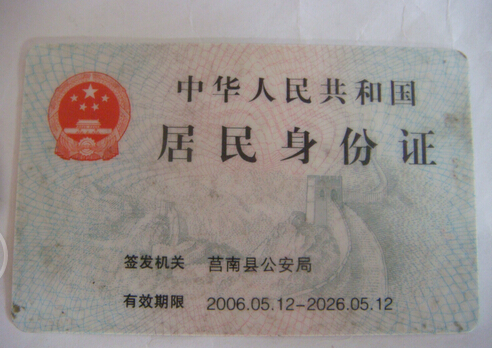 中华人民共和国
居民身份证
签发机关 莒南县公安局
有效期限 2006.05.12-2026.05.12